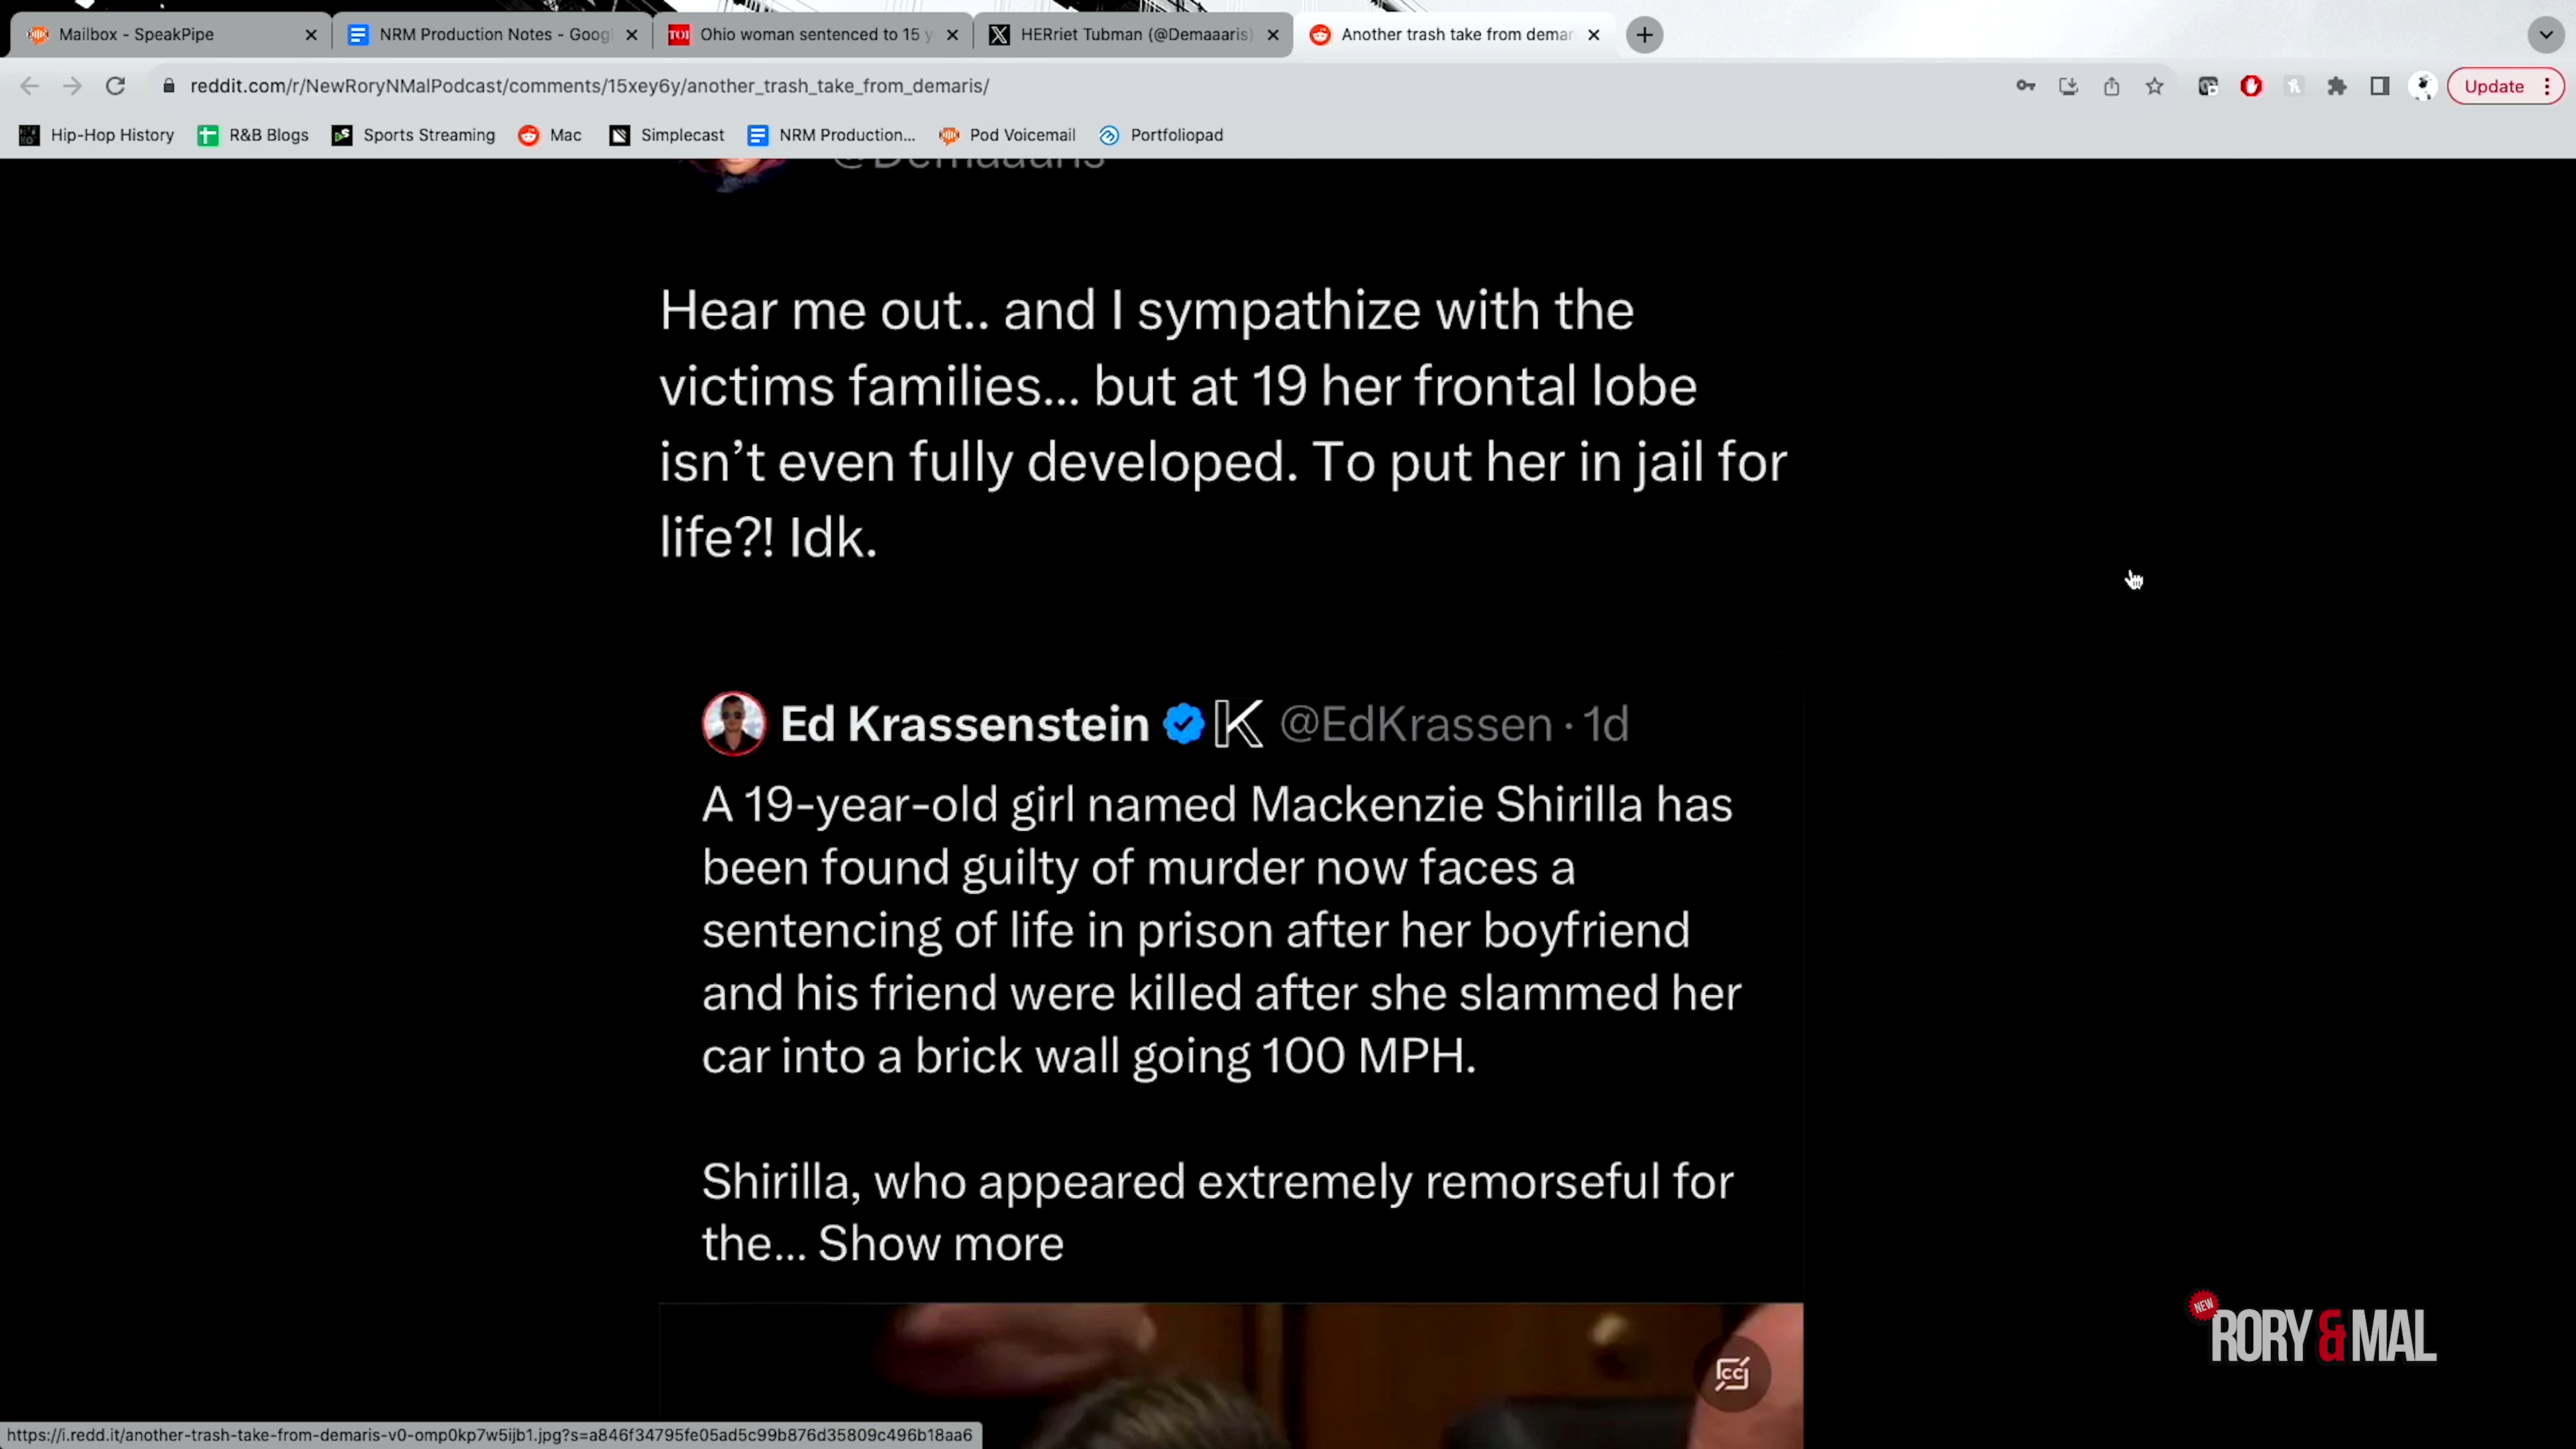 Mailbox - SpeakPipe
NRM Production Notes - Goog
TOI Ohio woman sentenced to 15 y
HERriet Tubman (@Demaaaris)
Another trash take from demar
reddit.com/r/NewRoryNMalPodcast/comments/15xey6y/another_trash_take_from_demaris/
Update
Hip-Hop History
R&B Blogs
Sports Streaming
Mac
Simplecast
NRM Production...
Pod Voicemail
Portfoliopad
@Demaaaris
Hear me out.. and I sympathize with the
victims families... but at 19 her frontal lobe
isn’t even fully developed. To put her in jail for
life?! Idk.
Ed Krassenstein K @EdKrassen · 1d
A 19-year-old girl named Mackenzie Shirilla has
been found guilty of murder now faces a
sentencing of life in prison after her boyfriend
and his friend were killed after she slammed her
car into a brick wall going 100 MPH.
Shirilla, who appeared extremely remorseful for
the... Show more
CC
NEW
RORY & MAL
https://i.redd.it/another-trash-take-from-demaris-v0-omp0kp7w5ijb1.jpg?s=a846f34795fe05ad5c99b876d35809c496b18aa6